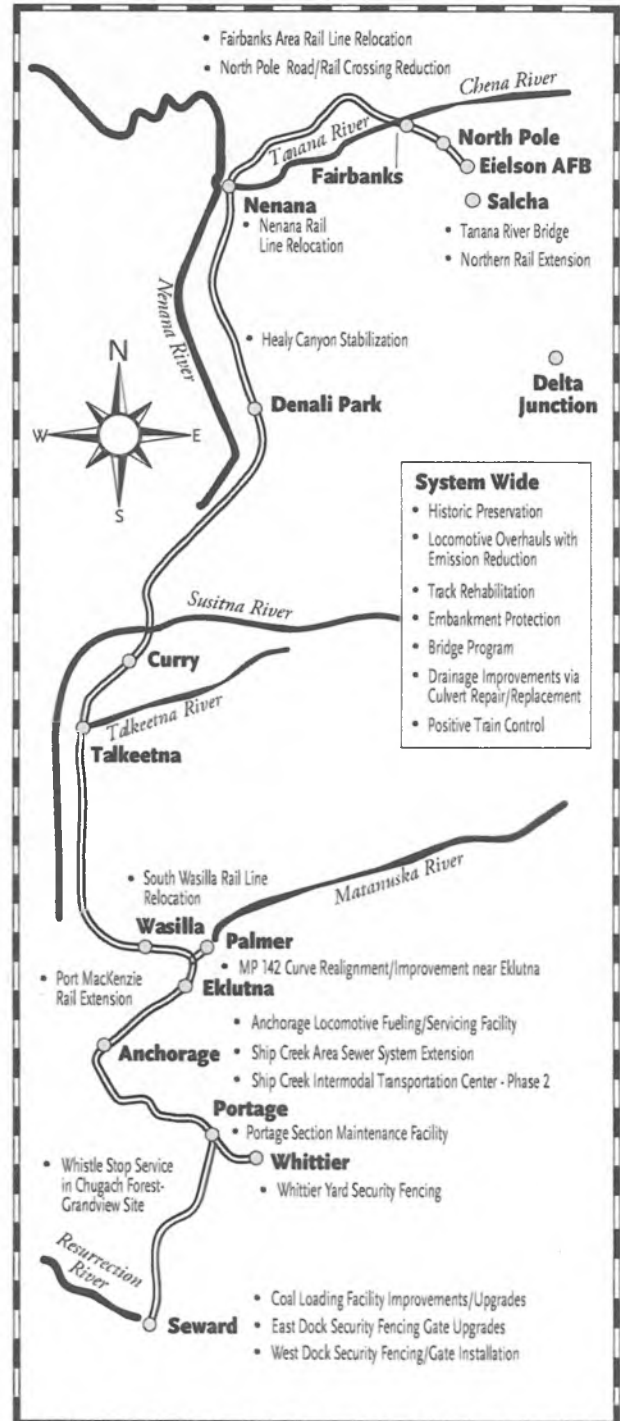 • Fairbanks Area Rail Line Relocation
• North Pole Road/Rail Crossing Reduction
Chena River
Tanana River
North Pole
Fairbanks
Eielson AFB
Nenana
Salcha
• Nenana Rail
Line Relocation
• Tanana River Bridge
• Northern Rail Extension
Nenana River
• Healy Canyon Stabilization
N
W
E
S
Delta
Junction
Denali Park
System Wide
• Historic Preservation
• Locomotive Overhauls with
Emission Reduction
• Track Rehabilitation
• Embankment Protection
• Bridge Program
• Drainage Improvements via
Culvert Repair/Replacement
• Positive Train Control
Susitna River
Curry
Talkeetna River
Talkeetna
Matanuska River
• South Wasilla Rail Line
Relocation
Wasilla
Palmer
• MP 142 Curve Realignment/Improvement near Eklutna
• Port MacKenzie
Rail Extension
Eklutna
• Anchorage Locomotive Fueling/Servicing Facility
Anchorage
• Ship Creek Area Sewer System Extension
• Ship Creek Intermodal Transportation Center - Phase 2
Portage
• Portage Section Maintenance Facility
• Whistle Stop Service
in Chugach Forest-
Grandview Site
Whittier
• Whittier Yard Security Fencing
Resurrection
River
Seward
• Coal Loading Facility Improvements/Upgrades
• East Dock Security Fencing Gate Upgrades
• West Dock Security Fencing/Gate Installation